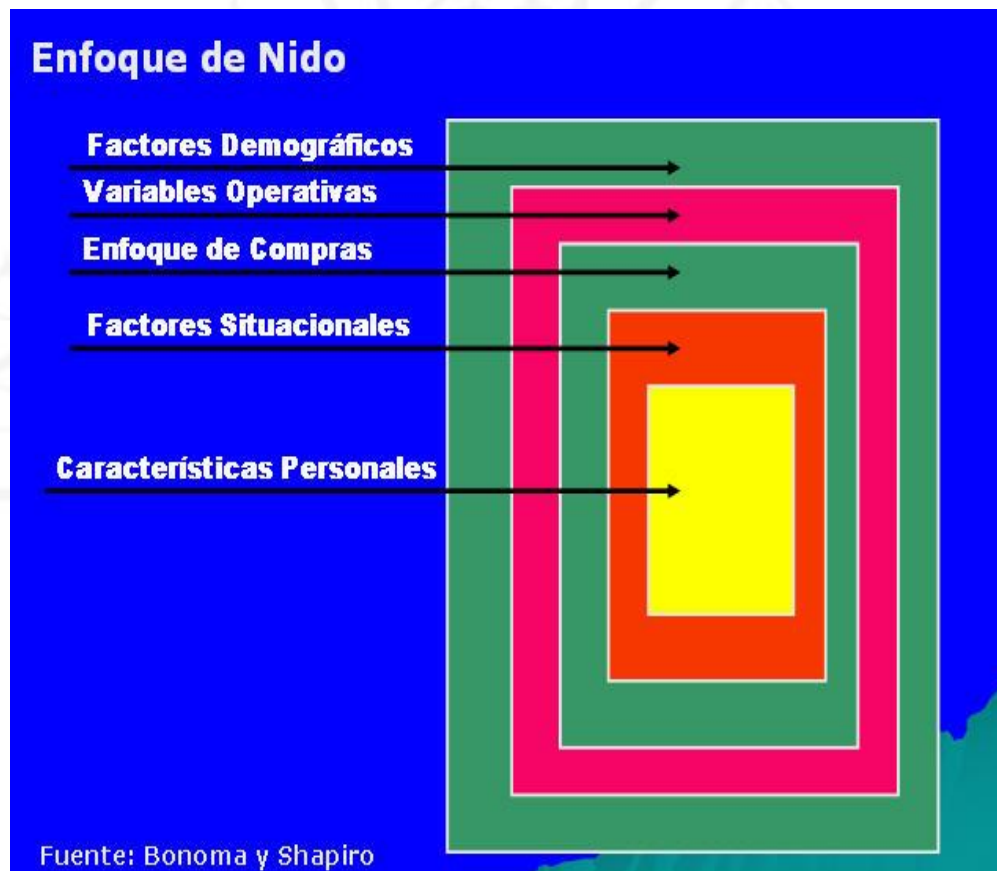 Enfoque de Nido
Factores Demográficos
Variables Operativas
Enfoque de Compras
Factores Situacionales
Características Personales
Fuente: Bonoma y Shapiro